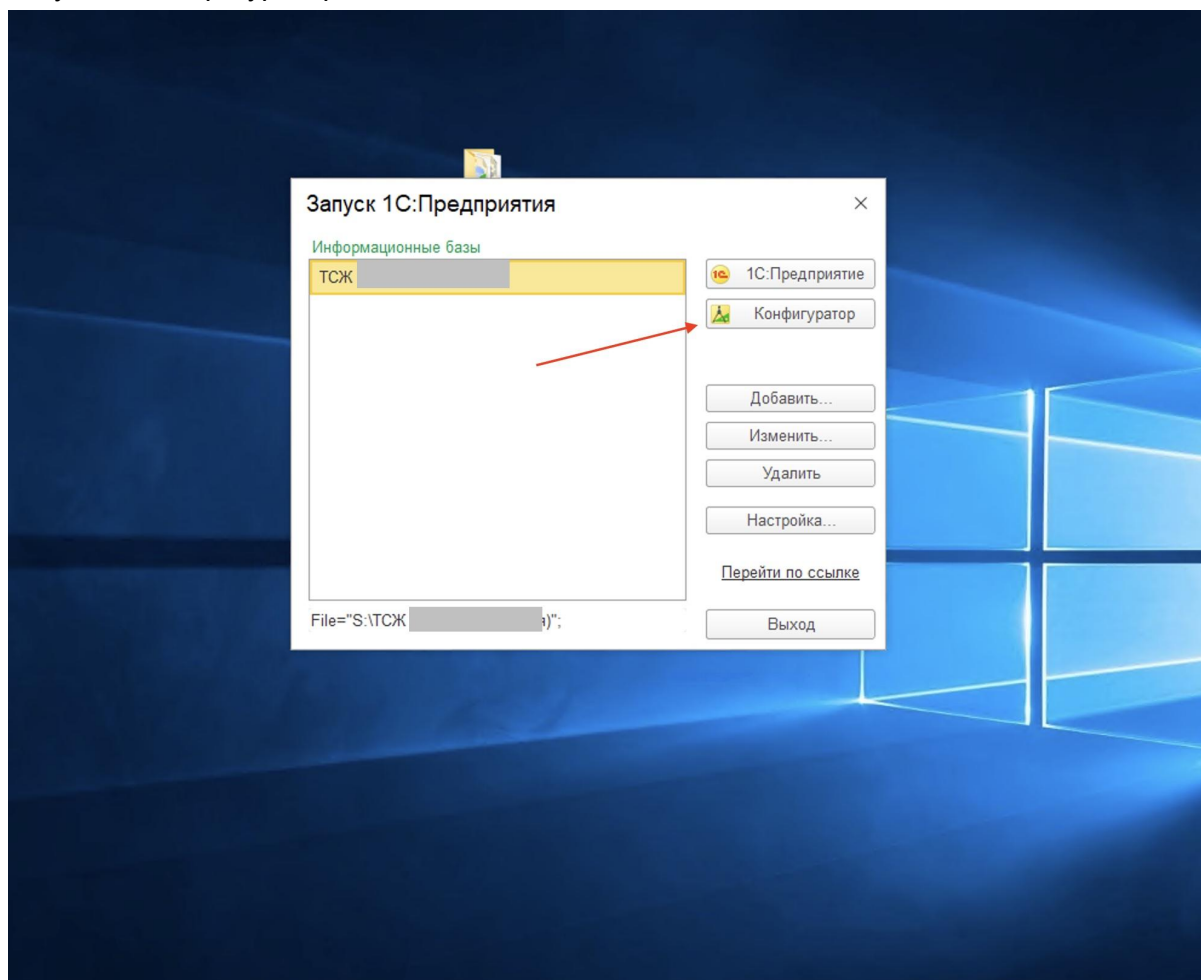 Запуск 1С:Предприятия
Информационные базы
ТСЖ
1С:Предприятие
Конфигуратор
Добавить...
Изменить...
Удалить
Настройка...
Перейти по ссылке
File="S:\ТСЖ )";
Выход